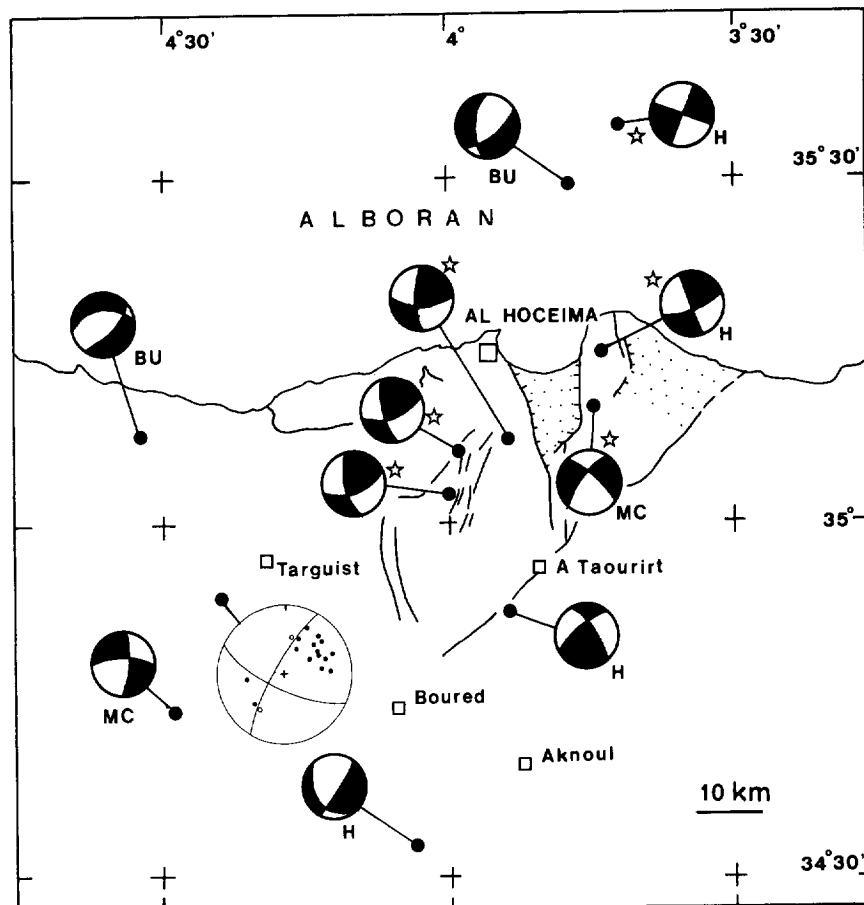 4°30'
4°
3°30'
H
35°30'
BU
ALBORAN
AL HOCEIMA
H
BU
MC
35°
Targuist
A Taourirt
H
MC
Boured
Aknoul
10 km
H
34°30'